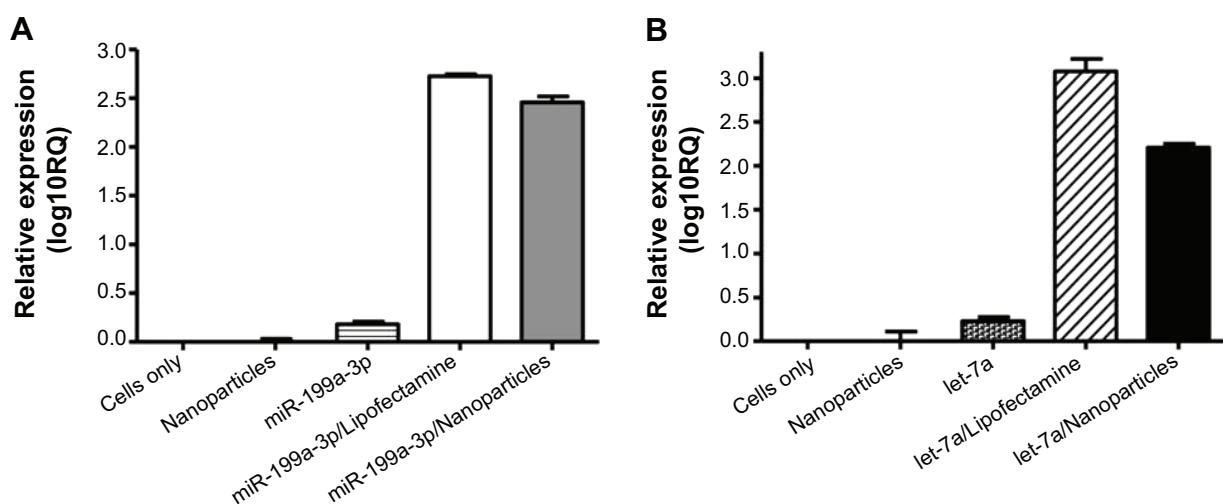 A
Relative expression
(log10RQ)
3.0
2.5
2.0
1.5
1.0
0.5
0.0
Cells only
Nanoparticles
miR-199a-3p
miR-199a-3p/Lipofectamine
miR-199a-3p/Nanoparticles
B
Relative expression
(log10RQ)
3.0
2.5
2.0
1.5
1.0
0.5
0.0
Cells only
Nanoparticles
let-7a
let-7a/Lipofectamine
let-7a/Nanoparticles